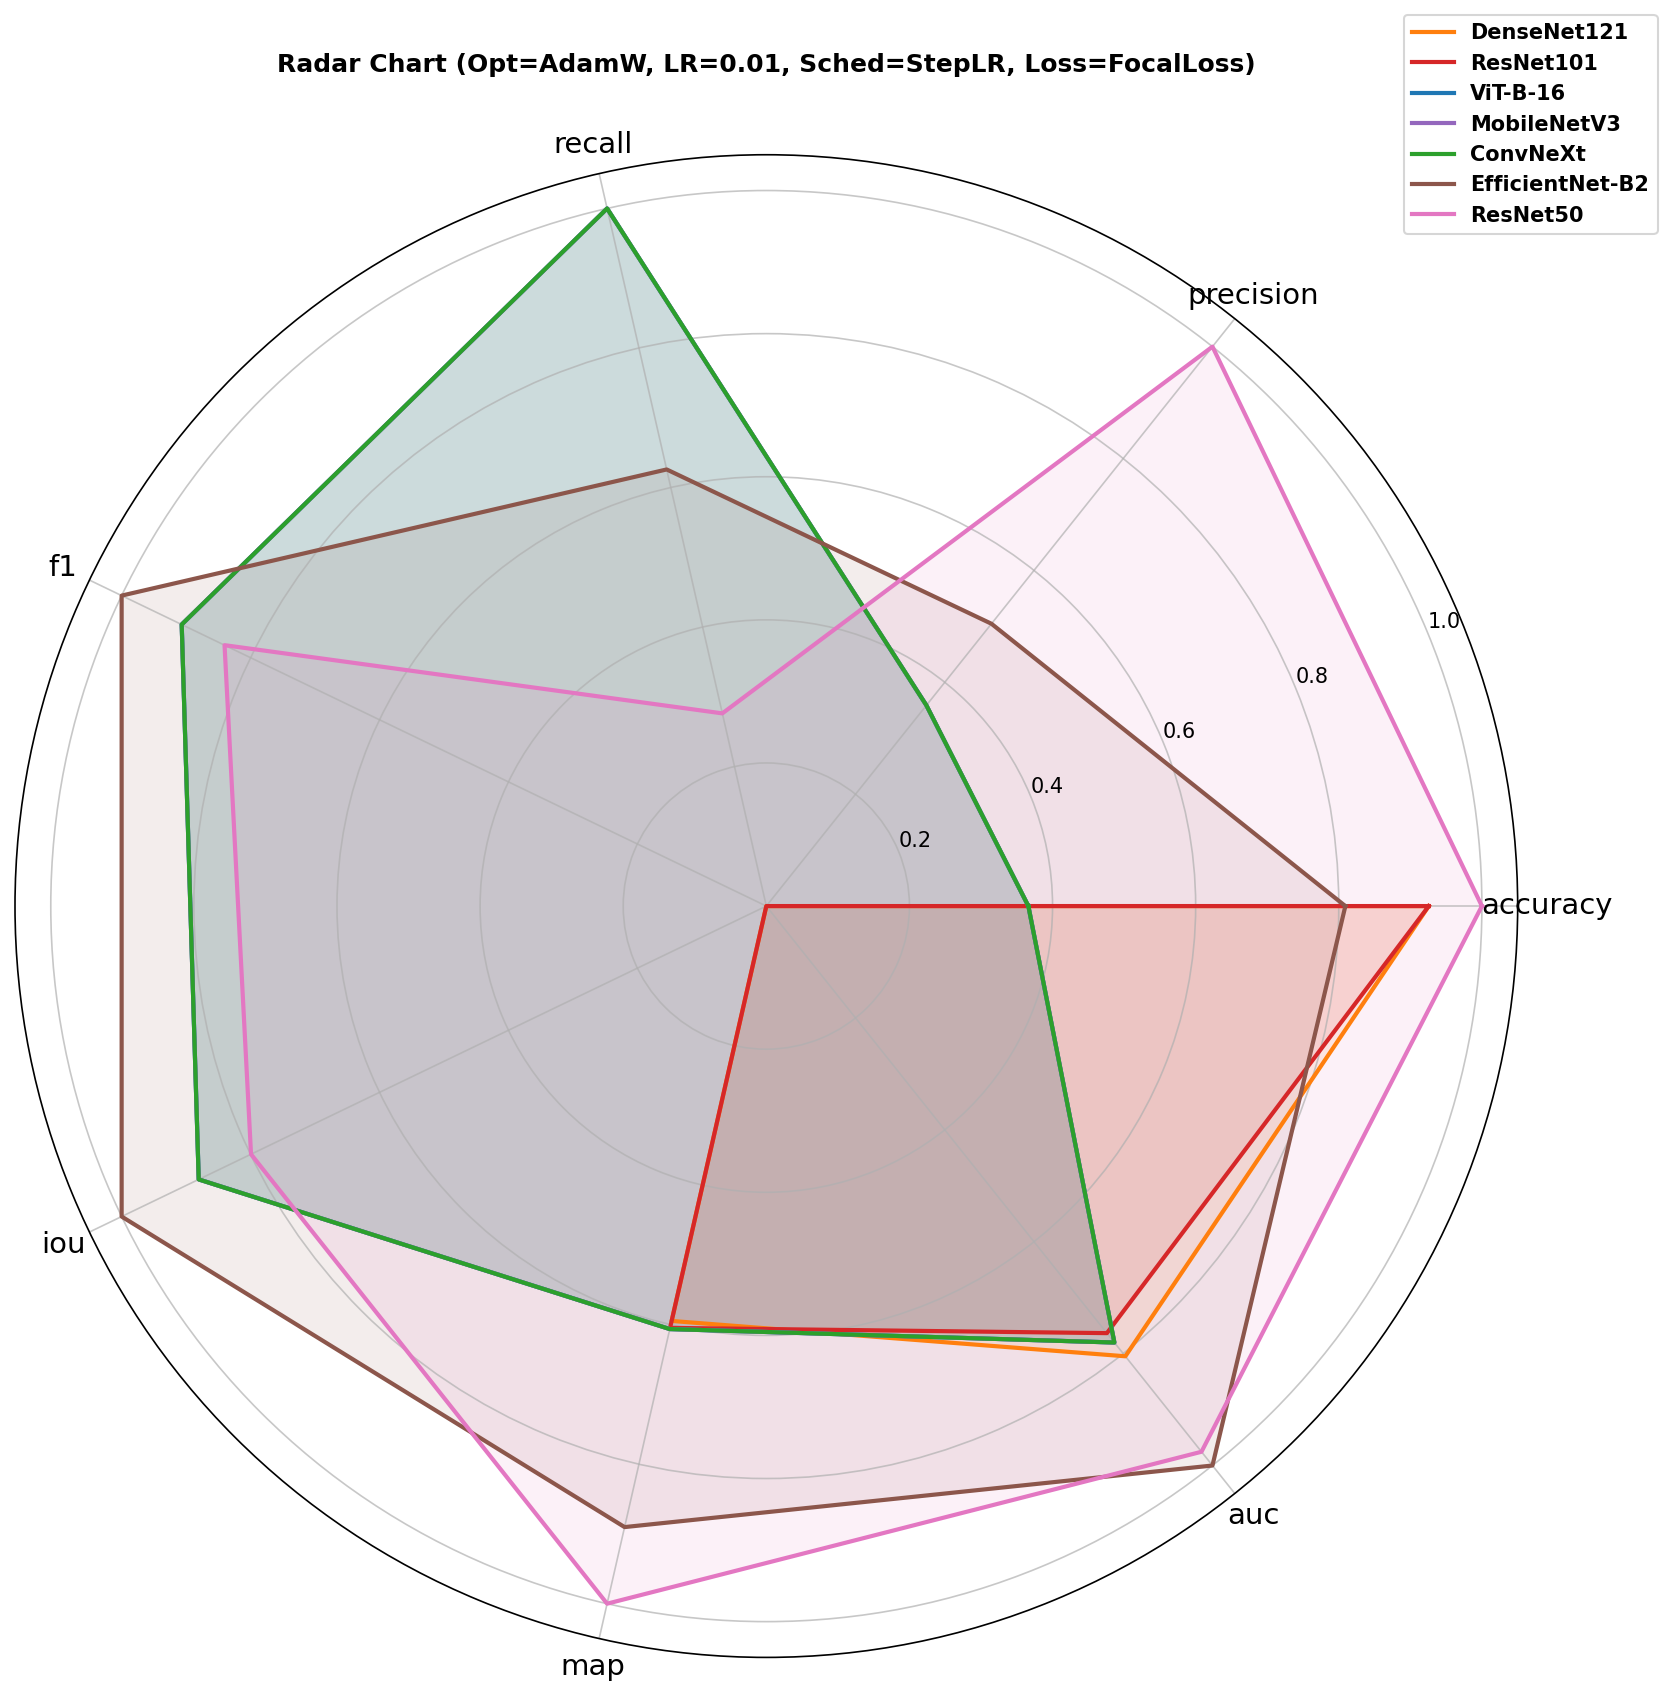 Radar Chart (Opt=AdamW, LR=0.01, Sched=StepLR, Loss=FocalLoss)
DenseNet121
ResNet101
ViT-B-16
MobileNetV3
ConvNeXt
EfficientNet-B2
ResNet50
recall
precision
f1
1.0
0.8
0.6
0.4
0.2
accuracy
iou
auc
map